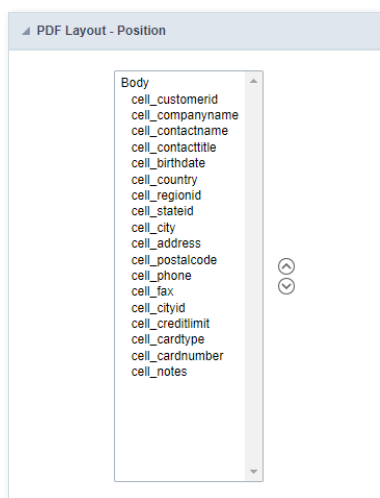 PDF Layout - Position
Body
cell_customerid
cell_companyname
cell_contactname
cell_contacttitle
cell_birthdate
cell_country
cell_regionid
cell_stateid
cell_city
cell_address
cell_postalcode
cell_phone
cell_fax
cell_cityid
cell_creditlimit
cell_cardtype
cell_cardnumber
cell_notes